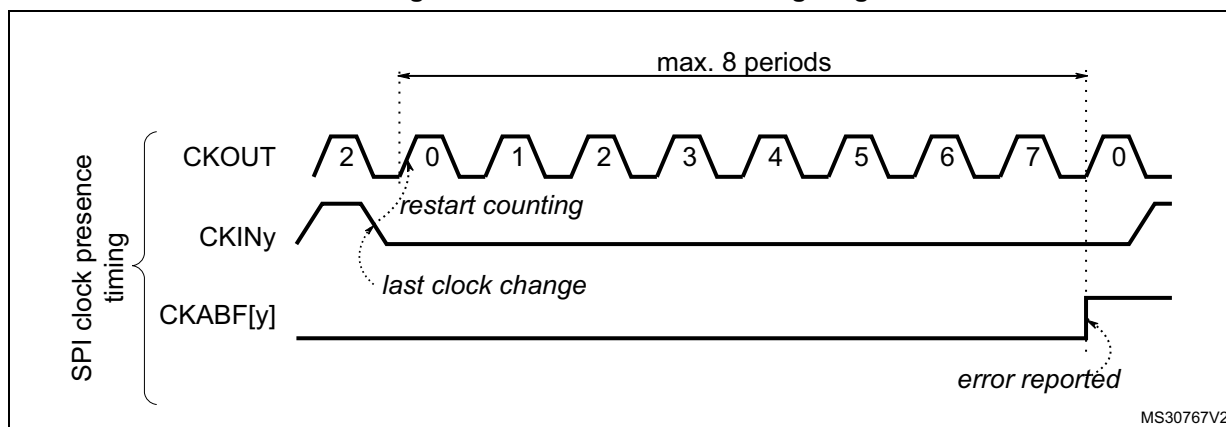 max. 8 periods
SPI clock presence
timing
CKOUT
2 0 1 2 3 4 5 6 7 0
restart counting
CKINy
last clock change
CKABF[y]
error reported
MS30767V2